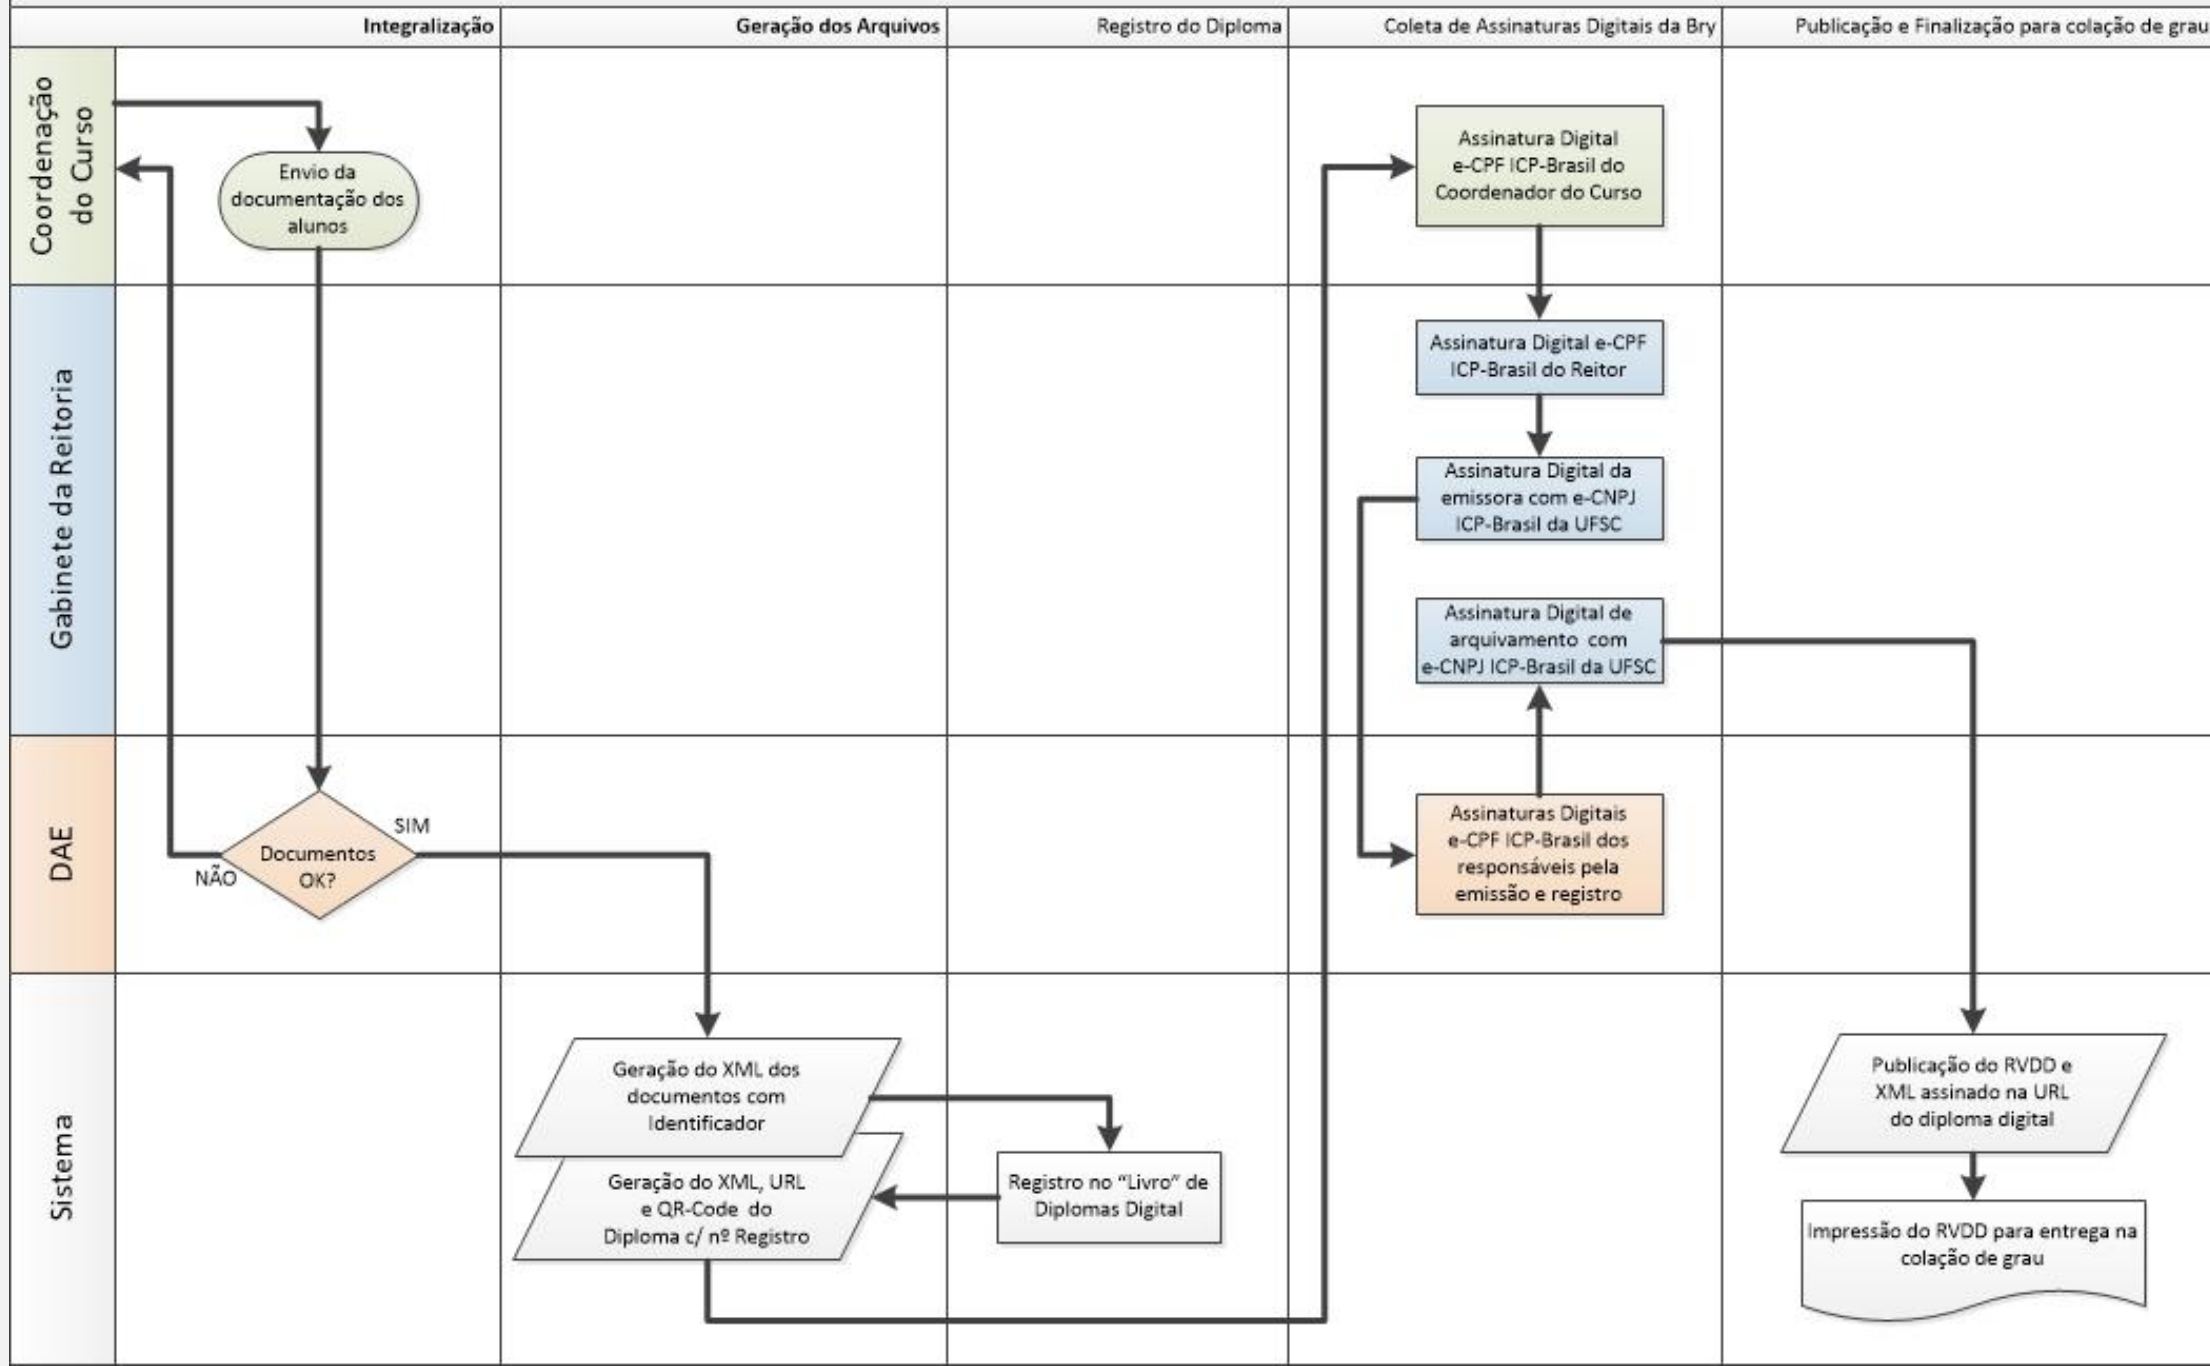 Integralização
Geração dos Arquivos
Registro do Diploma
Coleta de Assinaturas Digitais da Bry
Publicação e Finalização para colação de grau
Coordenação
do Curso
Envio da
documentação dos
alunos
Assinatura Digital
e-CPF ICP-Brasil do
Coordenador do Curso
Gabinete da Reitoria
Assinatura Digital e-CPF
ICP-Brasil do Reitor
Assinatura Digital da
emissora com e-CNPJ
ICP-Brasil da UFSC
Assinatura Digital de
arquivamento com
e-CNPJ ICP-Brasil da UFSC
DAE
Documentos
OK?
SIM
NÃO
Assinaturas Digitais
e-CPF ICP-Brasil dos
responsáveis pela
emissão e registro
Sistema
Geração do XML dos
documentos com
Identificador
Geração do XML, URL
e QR-Code do
Diploma c/ nº Registro
Registro no “Livro” de
Diplomas Digital
Publicação do RVDD e
XML assinado na URL
do diploma digital
Impressão do RVDD para entrega na
colação de grau